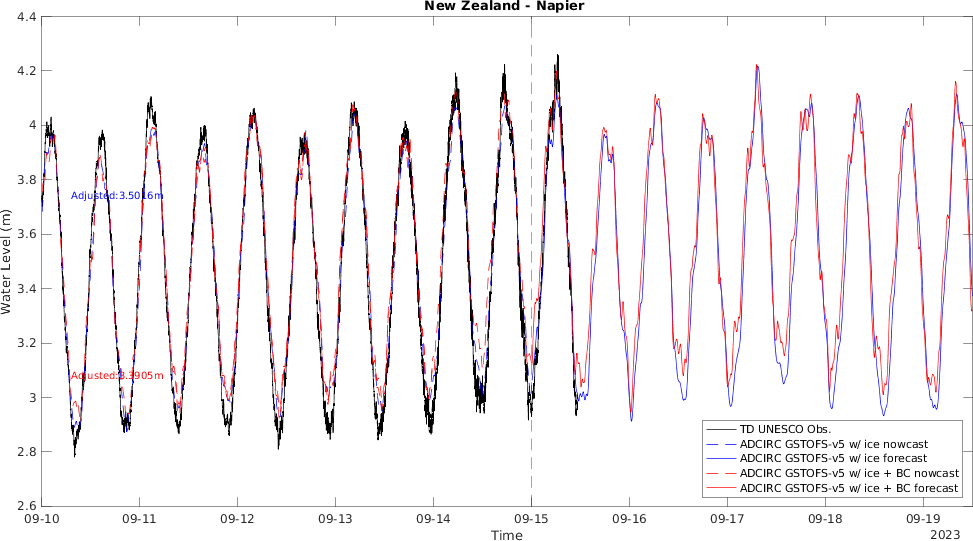 New Zealand - Napier
4.4
4.2
4
3.8
3.6
3.4
3.2
3
2.8
2.6
Water Level (m)
Adjusted:3.5016m
Adjusted:3.3905m
TD UNESCO Obs.
ADCIRC GSTOFS-v5 w/ ice nowcast
ADCIRC GSTOFS-v5 w/ ice forecast
ADCIRC GSTOFS-v5 w/ ice + BC nowcast
ADCIRC GSTOFS-v5 w/ ice + BC forecast
09-10 09-11 09-12 09-13 09-14 09-15 09-16 09-17 09-18 09-19
Time
2023